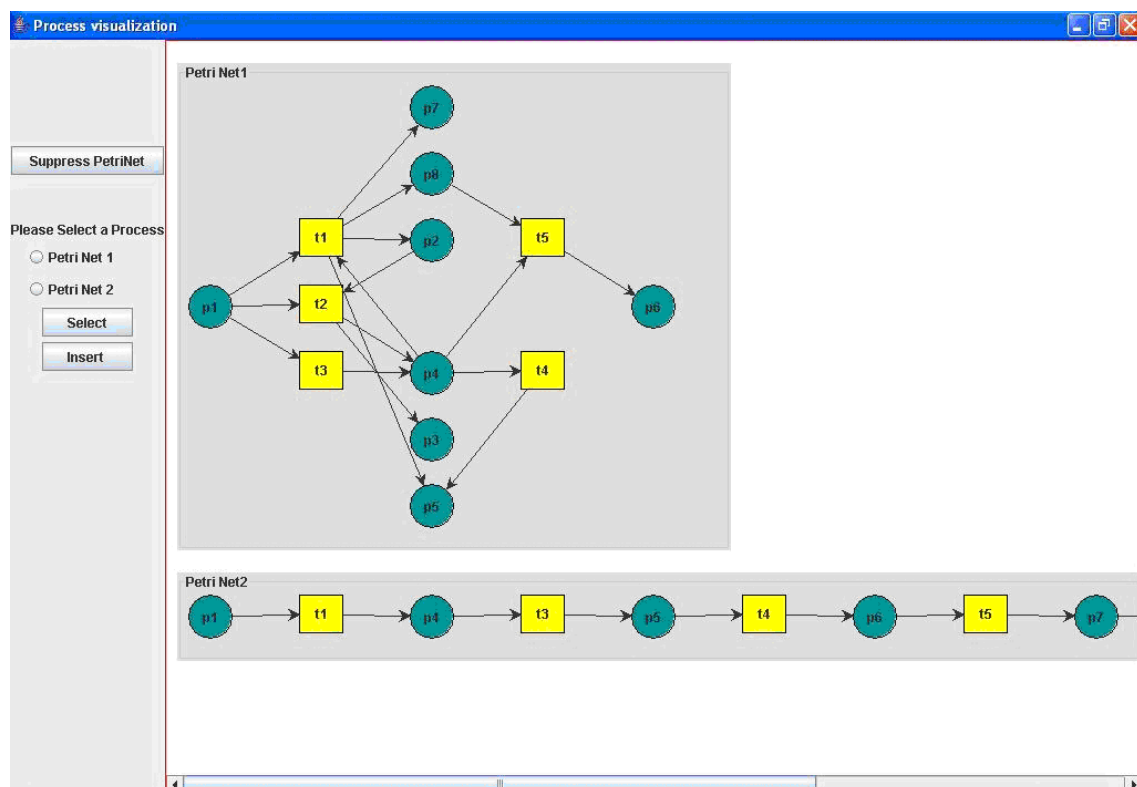 Process visualization
Suppress PetriNet
Please Select a Process
Petri Net 1
Petri Net 2
Select
Insert
Petri Net1
p7
p8
t1
p2
t5
p1
t2
p6
t3
p4
t4
p3
p5
Petri Net2
p1 t1 p4 t3 p5 t4 p6 t5 p7